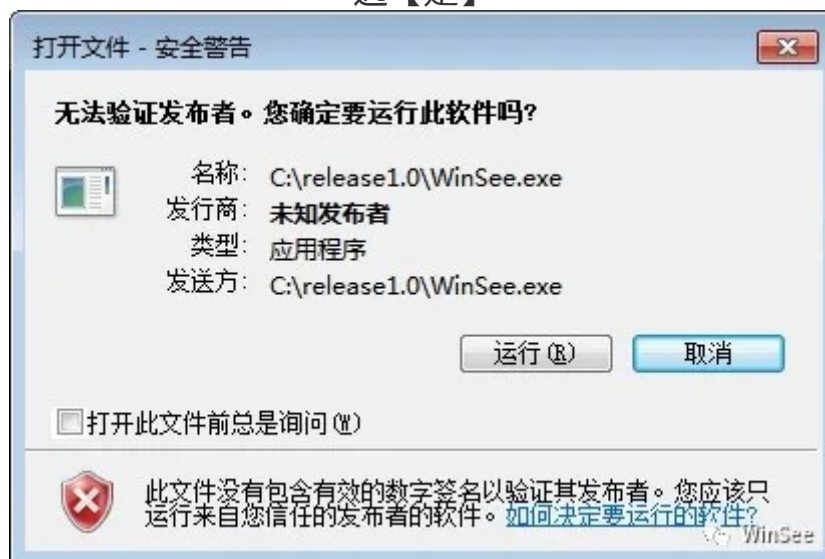 选【是】
打开文件 - 安全警告
无法验证发布者。您确定要运行此软件吗?
名称: C:\release1.0\WinSee.exe
发行商: 未知发布者
类型: 应用程序
发送方: C:\release1.0\WinSee.exe
运行(R) 取消
打开此文件前总是询问(W)
此文件没有包含有效的数字签名以验证其发布者。您应该只
运行来自您信任的发布者的软件。如何决定要运行的软件?
WinSee